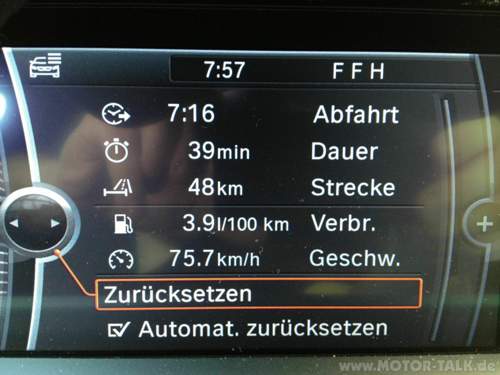 7:57 FFH
7:16 Abfahrt
39min Dauer
48km Strecke
3.9l/100 km Verbr.
75.7km/h Geschw.
Zurücksetzen
Automat. zurücksetzen
www.MOTOR-TALK.de